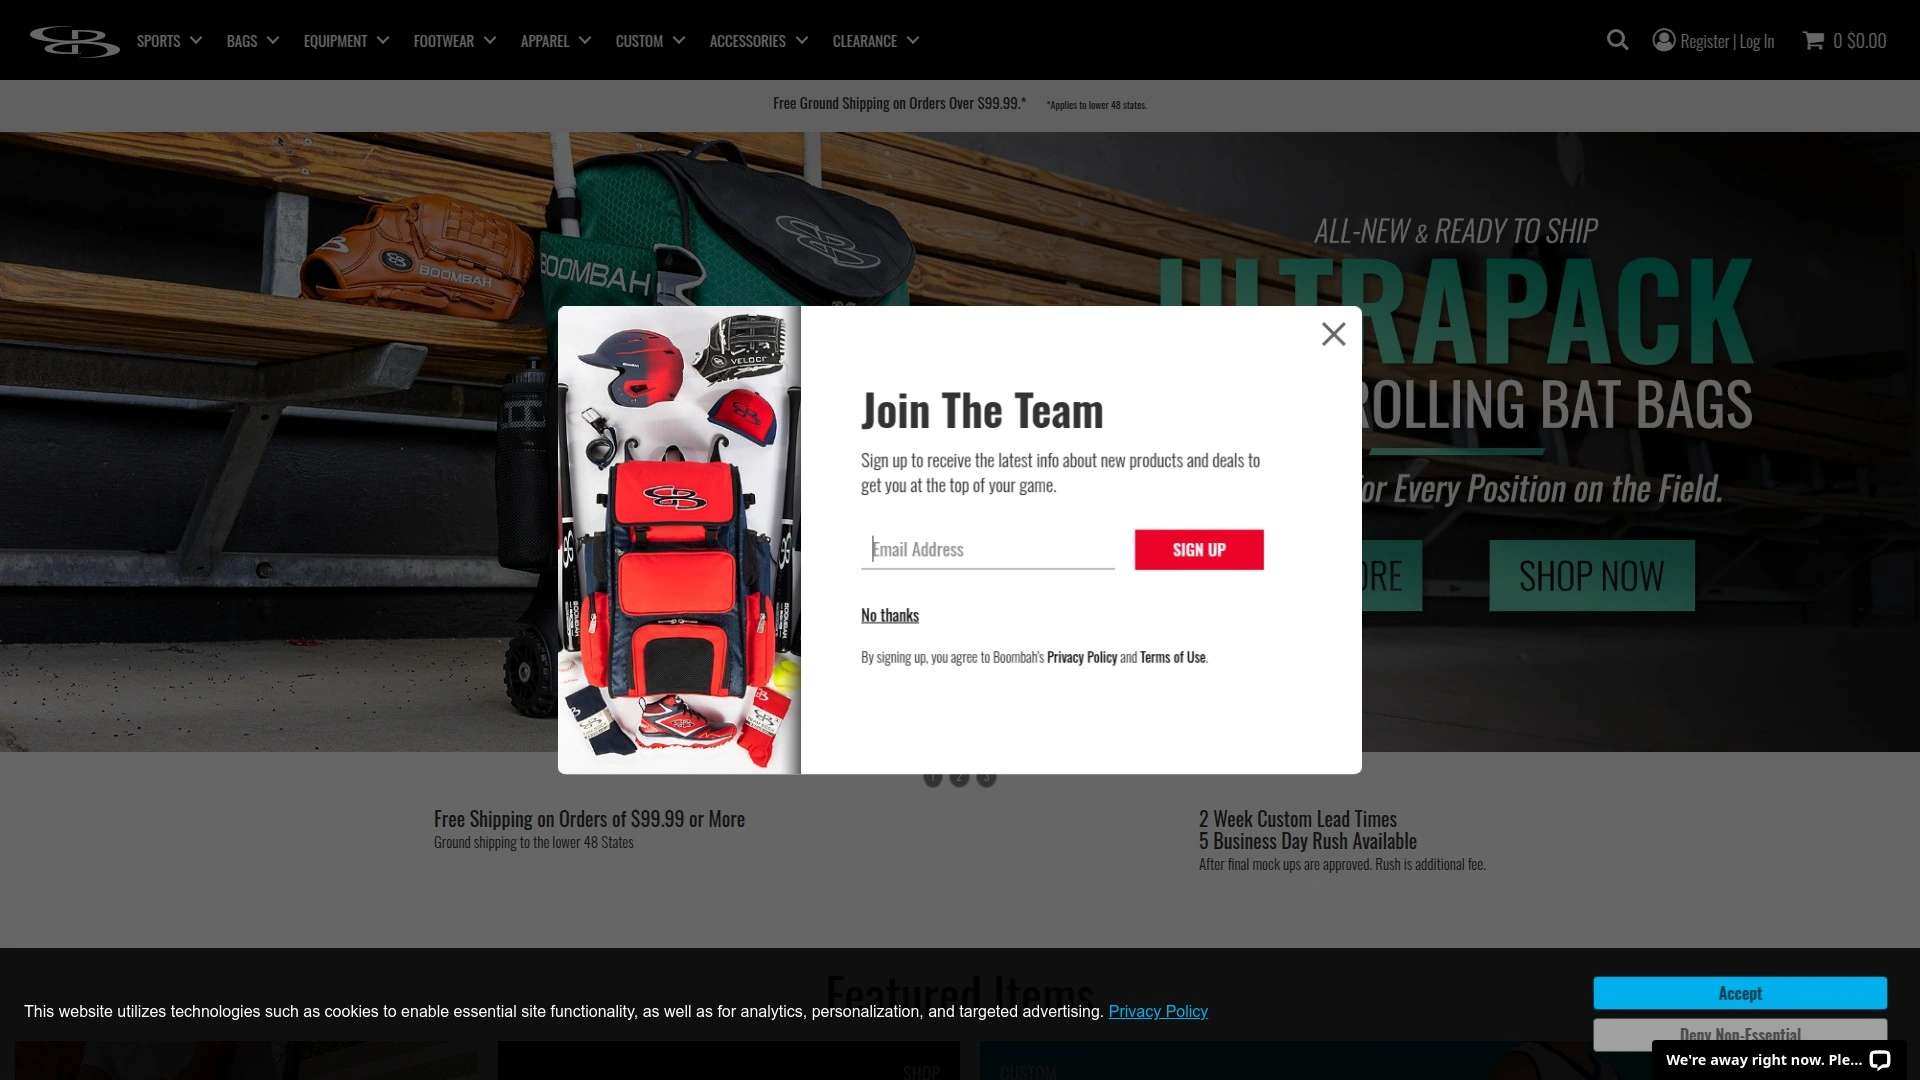 SPORTS
BAGS
EQUIPMENT
FOOTWEAR
APPAREL
CUSTOM
ACCESSORIES
CLEARANCE
Register | Log In
0 $0.00
Free Ground Shipping on Orders Over $99.99.*
*Applies to lower 48 states.
BOOMBAH
BOOMBAH
ALL-NEW & READY TO SHIP
ULTRAPACK
ROLLING BAT BAGS
For Every Position on the Field.
SHOP NOW
Join The Team
Sign up to receive the latest info about new products and deals to
get you at the top of your game.
Email Address
SIGN UP
No thanks
By signing up, you agree to Boombah's Privacy Policy and Terms of Use.
1 2 3
Free Shipping on Orders of $99.99 or More
Ground shipping to the lower 48 States
2 Week Custom Lead Times
5 Business Day Rush Available
After final mock ups are approved. Rush is additional fee.
Featured Items
This website utilizes technologies such as cookies to enable essential site functionality, as well as for analytics, personalization, and targeted advertising. Privacy Policy
Accept
Deny Non-Essential
We're away right now. Ple...
SHOP
CUSTOM